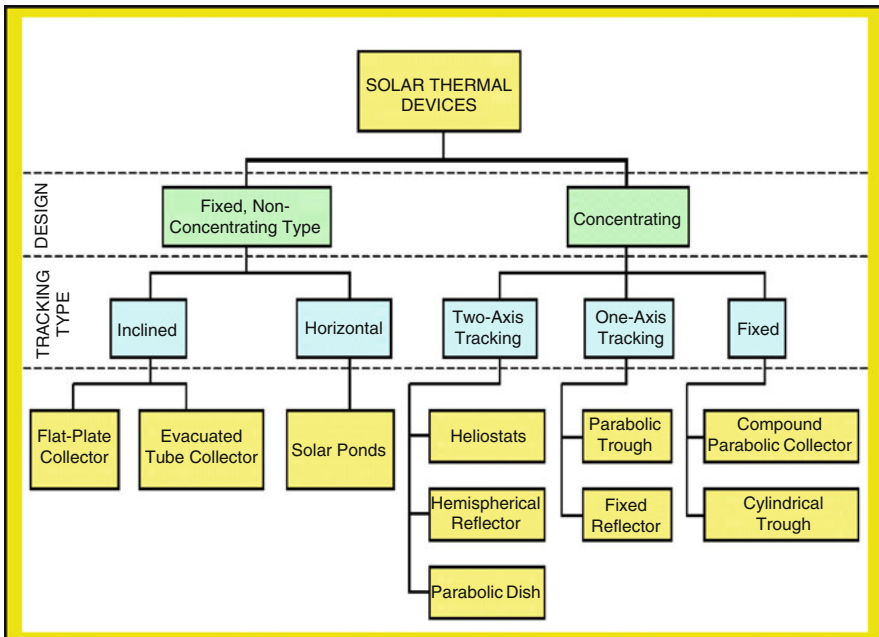 SOLAR THERMAL
DEVICES
DESIGN
Fixed, Non-
Concentrating Type
Concentrating
TRACKING
TYPE
Inclined
Horizontal
Two-Axis
Tracking
One-Axis
Tracking
Fixed
Flat-Plate
Collector
Evacuated
Tube Collector
Solar Ponds
Heliostats
Hemispherical
Reflector
Parabolic Dish
Parabolic
Trough
Fixed
Reflector
Compound
Parabolic Collector
Cylindrical
Trough